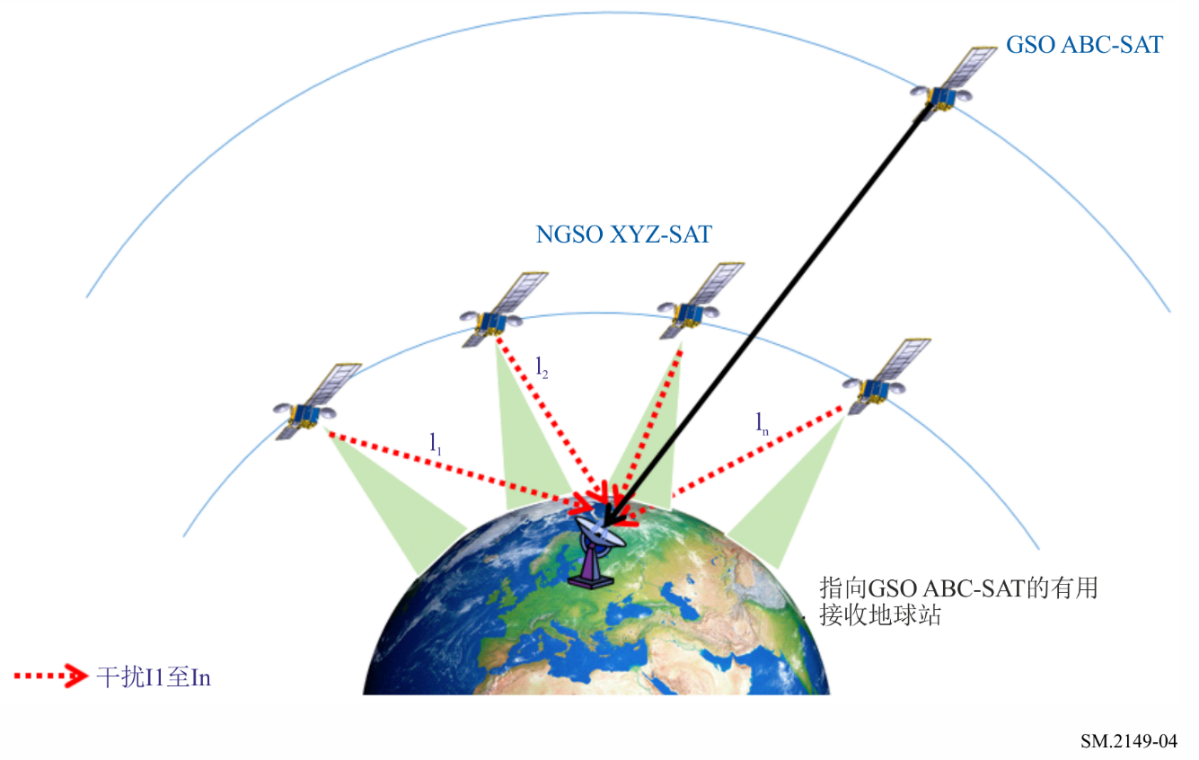 GSO ABC-SAT
NGSO XYZ-SAT
l2
l1
ln
指向GSO ABC-SAT的有用
接收地球站
干扰I1至In
SM.2149-04